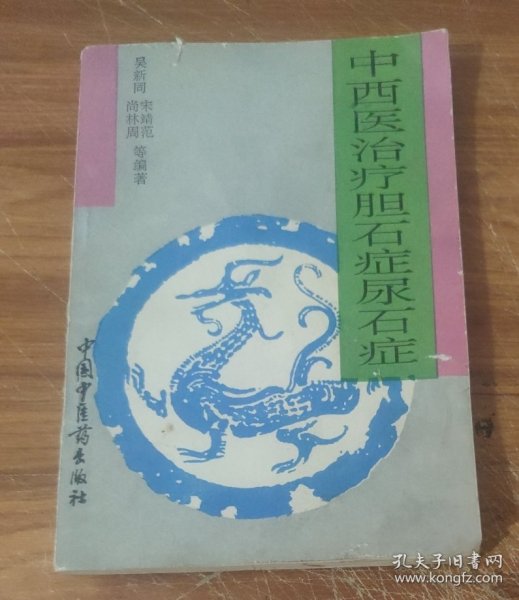 中西医治疗胆石症尿石症
吴新同 宋靖范
尚林周 等编著
中国中医药出版社
孔夫子旧书网
www.kongfz.com